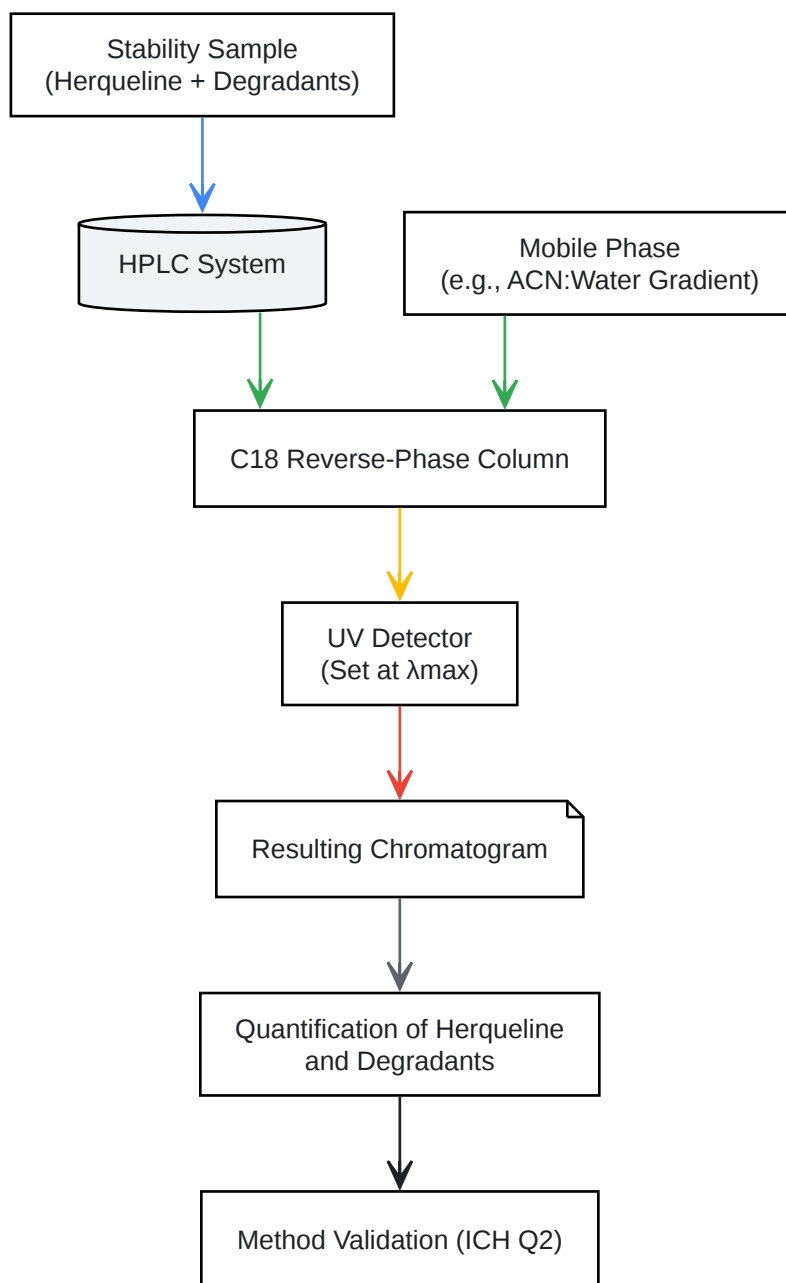 Stability Sample
(Herqueline + Degradants)
HPLC System
Mobile Phase
(e.g., ACN:Water Gradient)
C18 Reverse-Phase Column
UV Detector
(Set at λmax)
Resulting Chromatogram
Quantification of Herqueline
and Degradants
Method Validation (ICH Q2)